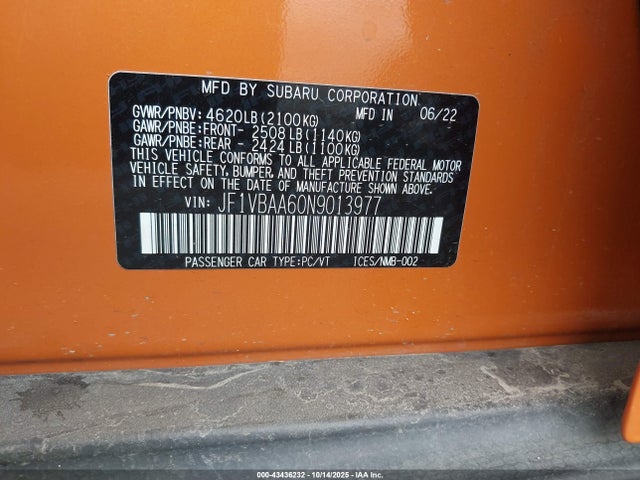 MFD BY SUBARU CORPORATION
GVWR/PNBV: 4620LB(2100KG) MFD IN 06/22
GAWR/PNBE:FRONT- 2508 LB(1140KG)
GAWR/PNBE:REAR - 2424 LB(1100KG)
THIS VEHICLE CONFORMS TO ALL APPLICABLE FEDERAL MOTOR
VEHICLE SAFETY, BUMPER, AND THEFT PREVENTION STANDARDS
IN EFFECT ON THE DATE OF MANUFACTURE SHOWN ABOVE.
VIN: JF1VBAA60N9013977
PASSENGER CAR TYPE:PC/VT ICES/NMB-002
000-43436232 - 10/14/2025 - IAA Inc.